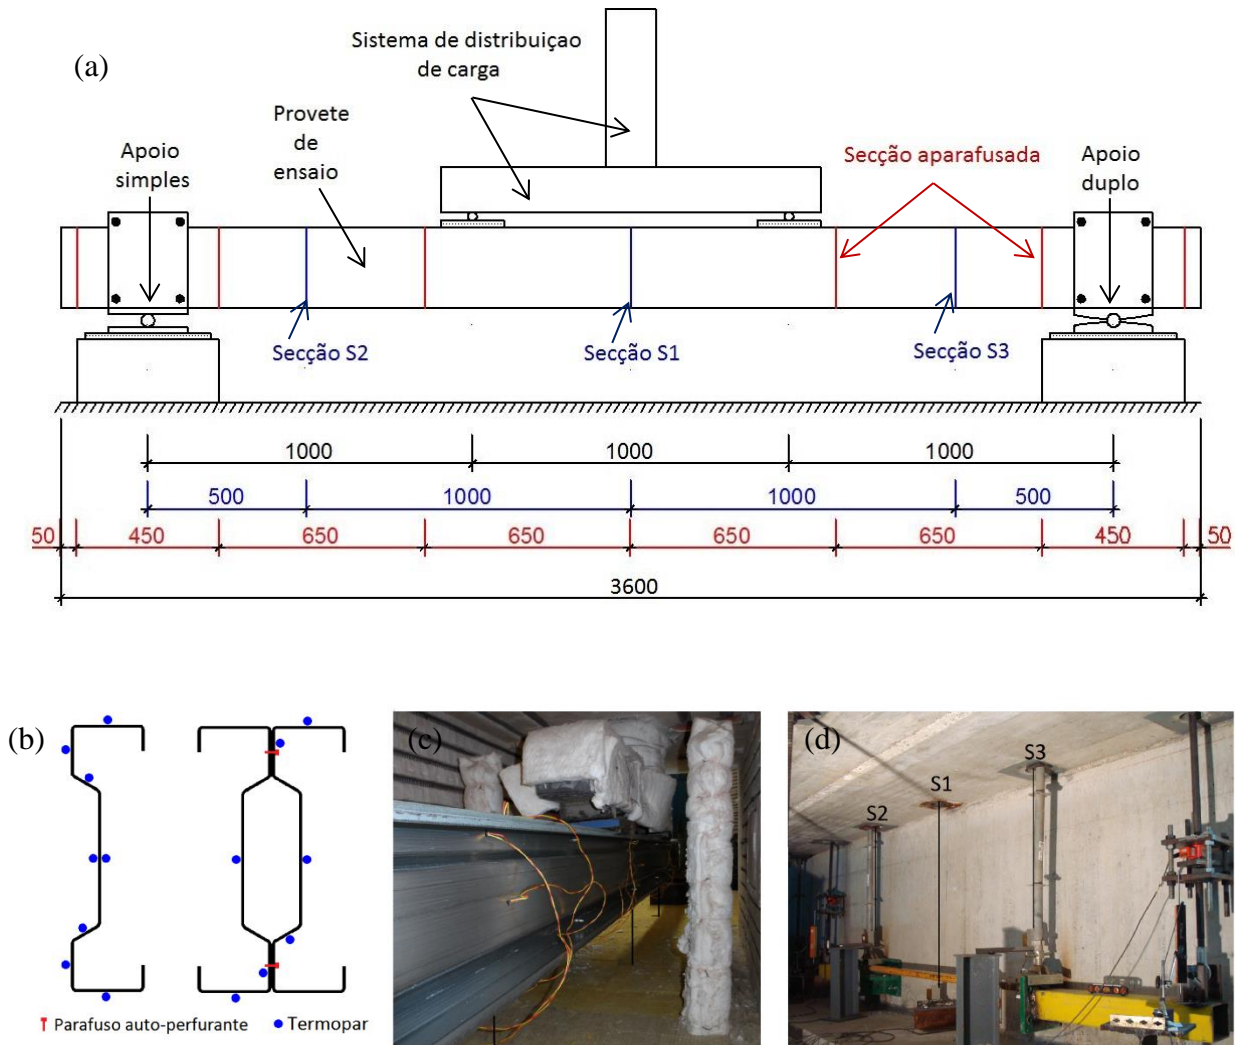 (a)
Sistema de distribuiçao
de carga
Provete
de
ensaio
Apoio
simples
Secção aparafusada
Apoio
duplo
Secção S2
Secção S1
Secção S3
1000 1000 1000
500 1000 1000 500
50 450 650 650 650 650 450 50
3600
(b)
Parafuso auto-perfurante
Termopar
(c)
(d)
S2
S1
S3